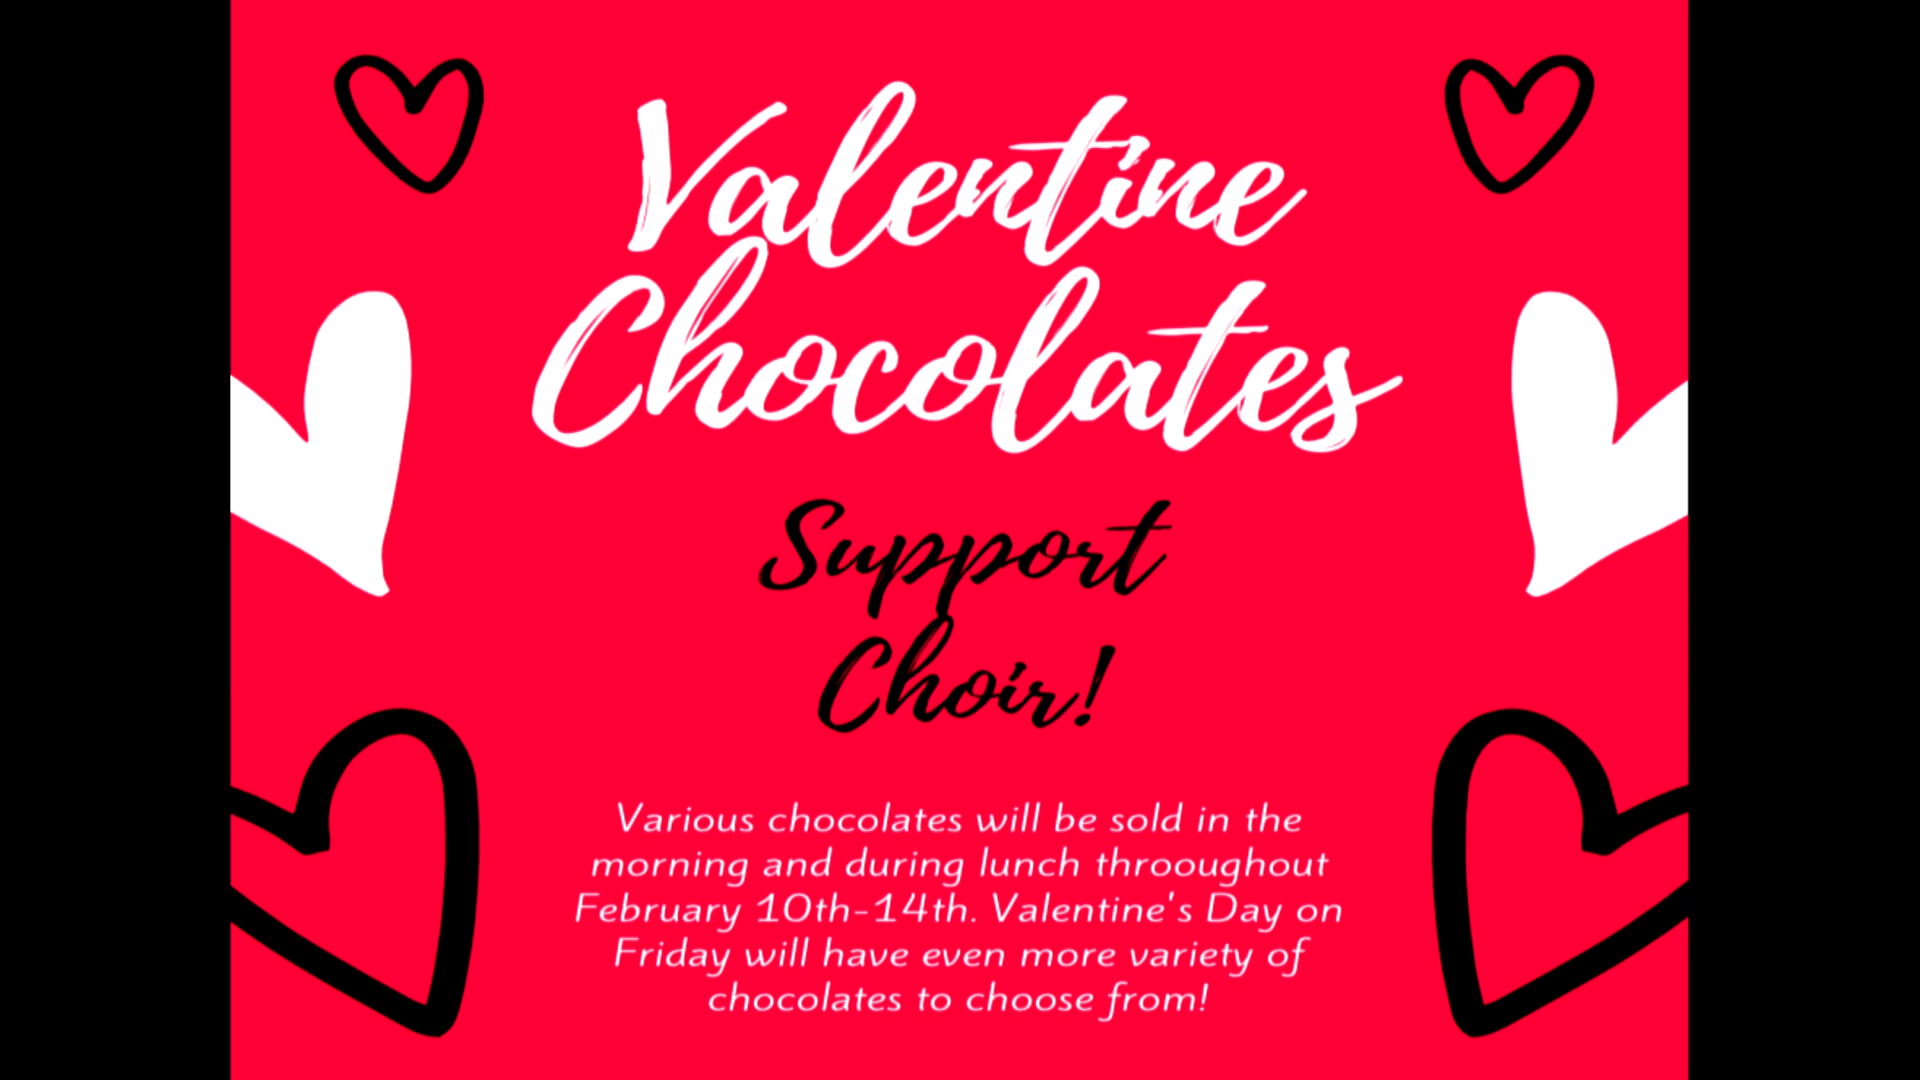 Valentine
Chocolates
Support
Choir!
Various chocolates will be sold in the
morning and during lunch throoughout
February 10th-14th. Valentine's Day on
Friday will have even more variety of
chocolates to choose from!